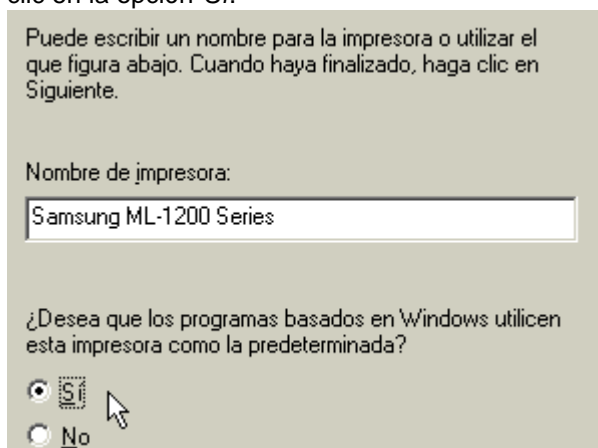 clic en la opción Sí.
Puede escribir un nombre para la impresora o utilizar el
que figura abajo. Cuando haya finalizado, haga clic en
Siguiente.
Nombre de impresora:
Samsung ML-1200 Series
¿Desea que los programas basados en Windows utilicen
esta impresora como la predeterminada?
Sí
No